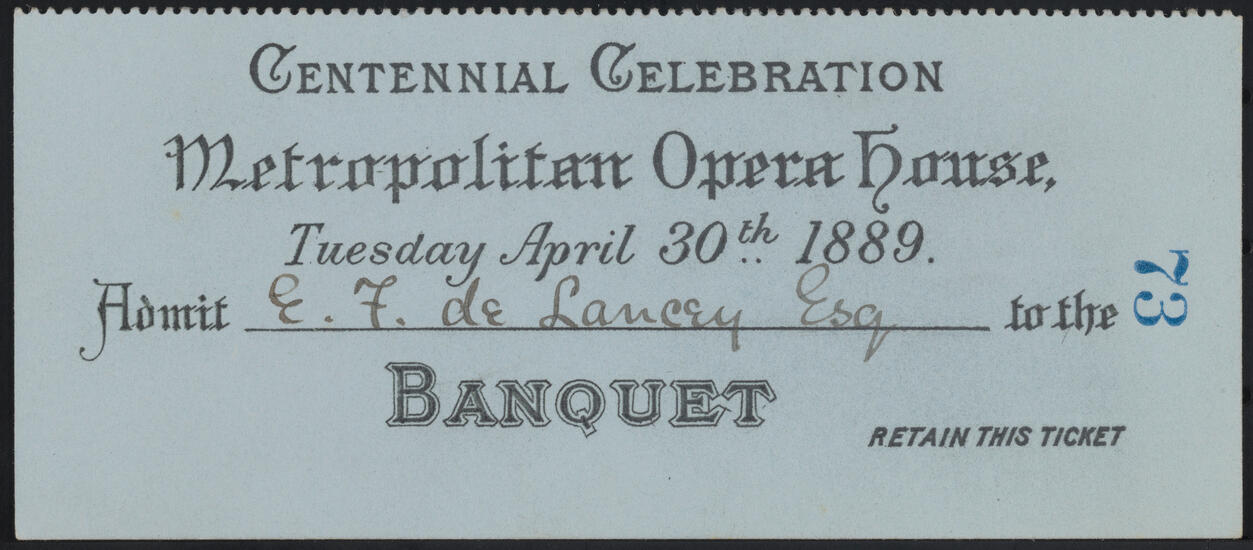 CENTENNIAL CELEBRATION
Metropolitan Opera House,
Tuesday April 30th 1889.
Admit E. F. de Lancey Esq to the
73
BANQUET
RETAIN THIS TICKET